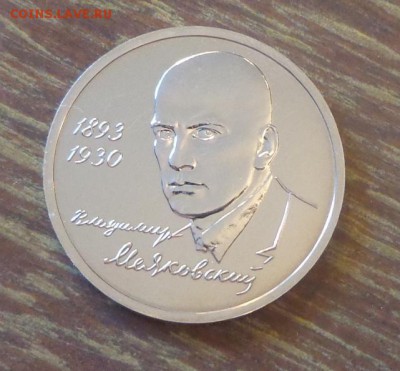 COINS.LAVE.RU
1893
1930
Владимир
Маяковский